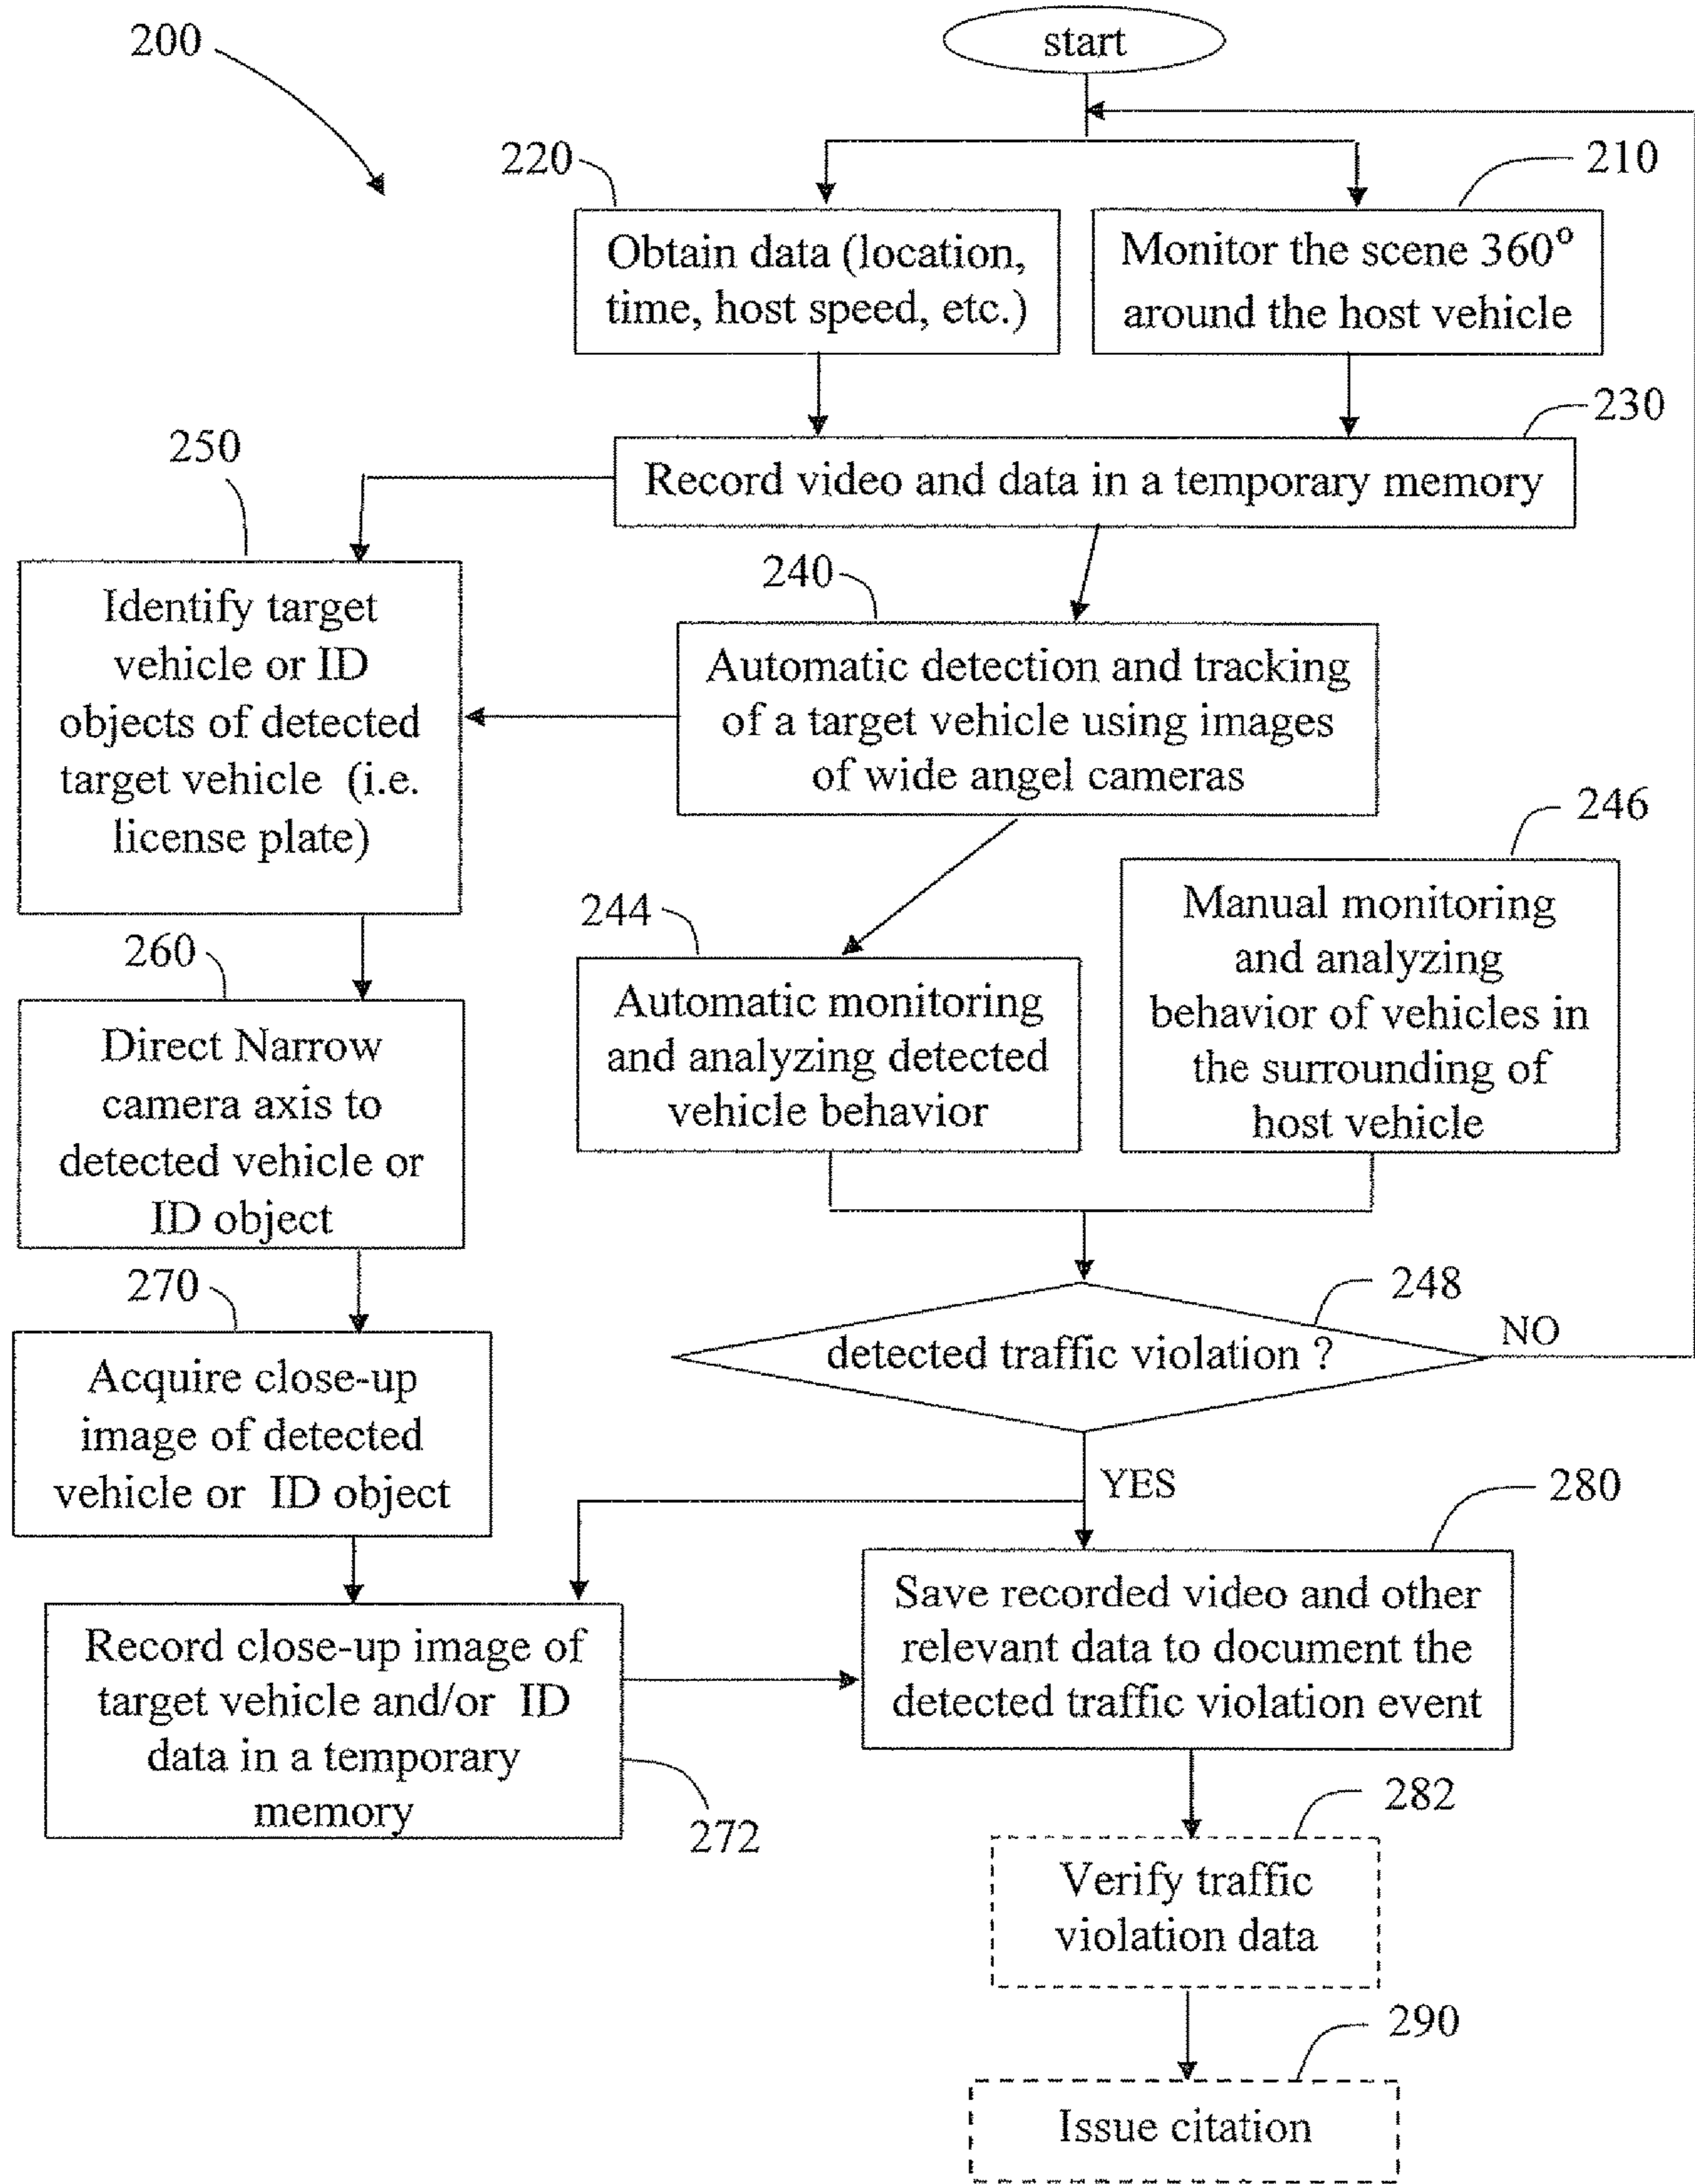 200
start
220
210
Obtain data (location,
time, host speed, etc.)
Monitor the scene 360°
around the host vehicle
230
Record video and data in a temporary memory
250
Identify target
vehicle or ID
objects of detected
target vehicle (i.e.
license plate)
240
Automatic detection and tracking
of a target vehicle using images
of wide angel cameras
246
Manual monitoring
and analyzing
behavior of vehicles in
the surrounding of
host vehicle
244
Automatic monitoring
and analyzing detected
vehicle behavior
260
Direct Narrow
camera axis to
detected vehicle or
ID object
248
detected traffic violation ?
NO
270
Acquire close-up
image of detected
vehicle or ID object
YES
280
Save recorded video and other
relevant data to document the
detected traffic violation event
Record close-up image of
target vehicle and/or ID
data in a temporary
memory
272
282
Verify traffic
violation data
290
Issue citation